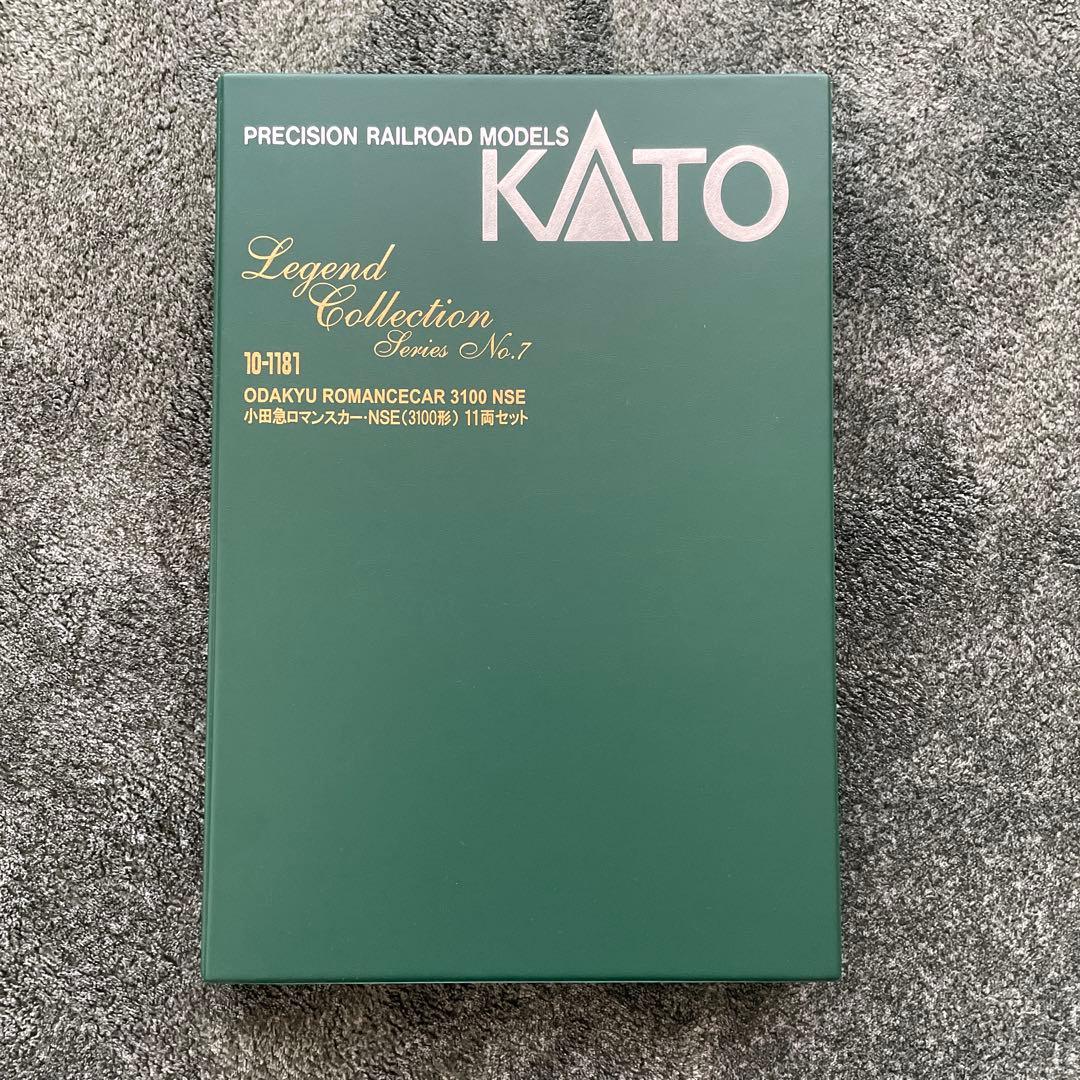 PRECISION RAILROAD MODELS
KATO
Legend
Collection
Series No.7
10-1181
ODAKYU ROMANCECAR 3100 NSE
小田急ロマンスカー・NSE(3100形) 11両セット